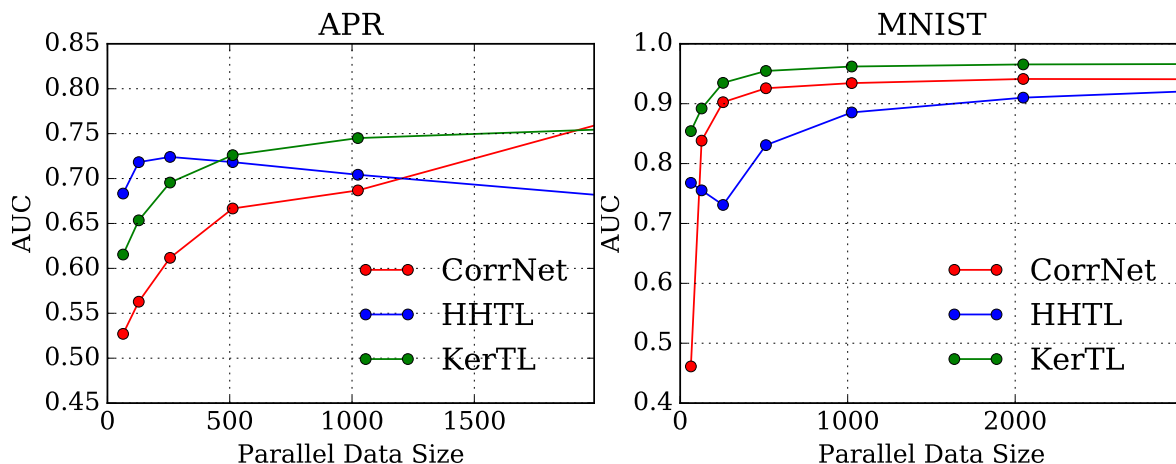 APR
0.85
0.80
0.75
0.70
0.65
0.60
0.55
0.50
0.45
AUC
CorrNet
HHTL
KerTL
0 500 1000 1500
Parallel Data Size
MNIST
1.0
0.9
0.8
0.7
0.6
0.5
0.4
AUC
CorrNet
HHTL
KerTL
0 1000 2000
Parallel Data Size